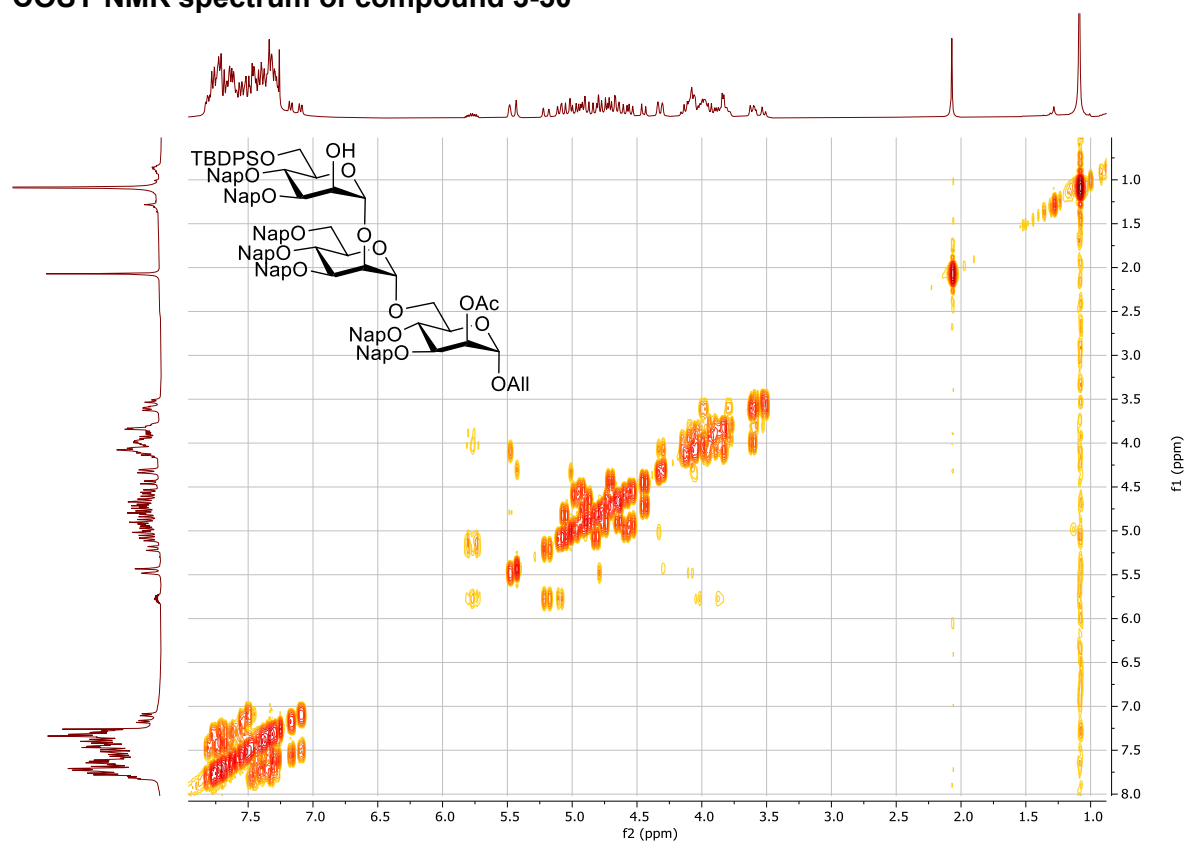 COSY NMR spectrum of compound
OH
TBDPSO
O
NapO
NapO
O
NapO
O
NapO
NapO
OAc
O
O
NapO
NapO
OAll
1.0
1.5
2.0
2.5
3.0
3.5
4.0
4.5
5.0
5.5
6.0
6.5
7.0
7.5
8.0
f1 (ppm)
7.5 7.0 6.5 6.0 5.5 5.0 4.5 4.0 3.5 3.0 2.5 2.0 1.5 1.0
f2 (ppm)